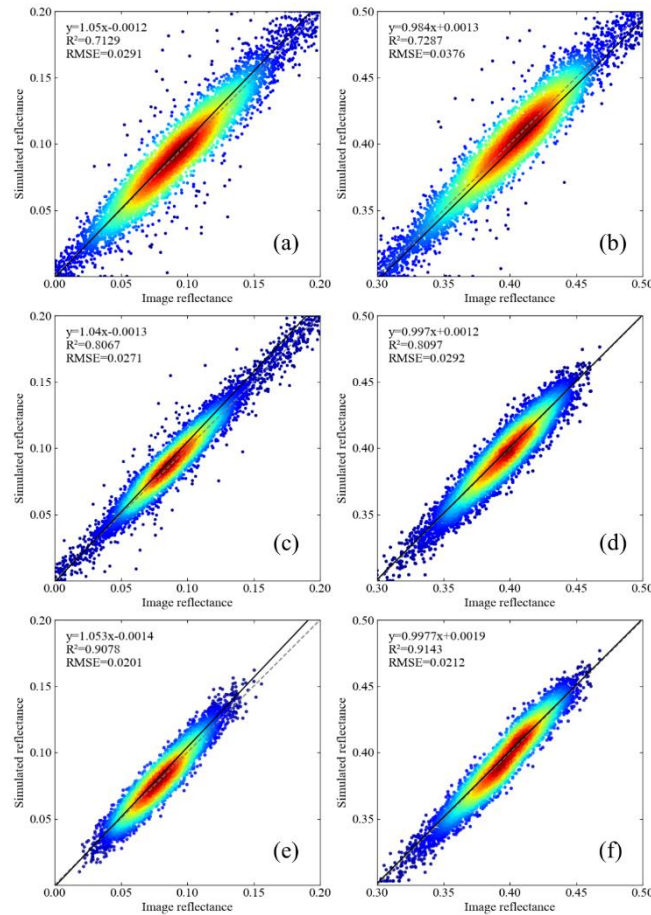 y=1.05x-0.0012
R²=0.7129
RMSE=0.0291
0.20
0.15
0.10
0.05
Simulated reflectance
(a)
0.00 0.05 0.10 0.15 0.20
Image reflectance
y=0.984x+0.0013
R²=0.7287
RMSE=0.0376
0.50
0.45
0.40
0.35
Simulated reflectance
(b)
0.30 0.35 0.40 0.45 0.50
Image reflectance
y=1.04x-0.0013
R²=0.8067
RMSE=0.0271
0.20
0.15
0.10
0.05
Simulated reflectance
(c)
0.00 0.05 0.10 0.15 0.20
Image reflectance
y=0.997x+0.0012
R²=0.8097
RMSE=0.0292
0.50
0.45
0.40
0.35
Simulated reflectance
(d)
0.30 0.35 0.40 0.45 0.50
Image reflectance
y=1.053x-0.0014
R²=0.9078
RMSE=0.0201
0.20
0.15
0.10
0.05
Simulated reflectance
(e)
0.00 0.05 0.10 0.15 0.20
Image reflectance
y=0.9977x+0.0019
R²=0.9143
RMSE=0.0212
0.50
0.45
0.40
0.35
Simulated reflectance
(f)
0.30 0.35 0.40 0.45 0.50
Image reflectance